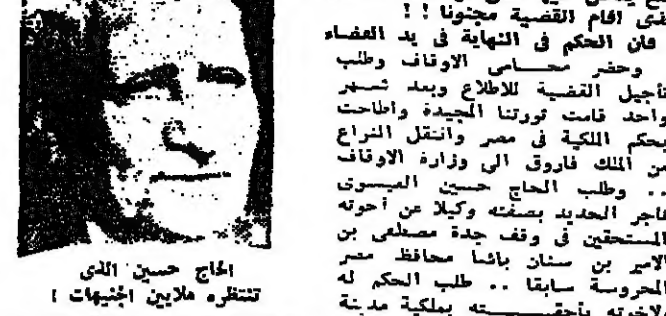 الذى اقام القضية مجنونا ! !
فان الحكم فى النهاية فى يد القضاء
وحضر محامى الاوقاف وطلب
تأجيل القضية للاطلاع وبعد شهر
واحد قامت ثورتنا المجيدة واطاحت
بحكم الملكية فى مصر وانتقل النزاع
من الملك فاروق الى وزارة الاوقاف
.. وطلب الحاج حسين العيسوى
تاجر الحديد بصفته وكيلا عن أخوته
المستحقين فى وقف جدة مصطفى بن
الامير بن سنان باشا محافظ مصر
المحروسة سابقا .. طلب الحكم له
ولاخوته بأحقيته بملكية مدينة
الحاج حسين الذى
تنتظره ملايين الجنيهات !